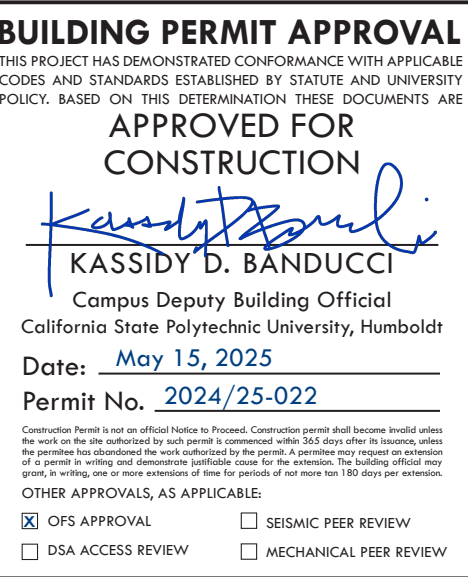 BUILDING PERMIT APPROVAL
THIS PROJECT HAS DEMONSTRATED CONFORMANCE WITH APPLICABLE
CODES AND STANDARDS ESTABLISHED BY STATUTE AND UNIVERSITY
POLICY. BASED ON THIS DETERMINATION THESE DOCUMENTS ARE
APPROVED FOR
CONSTRUCTION
KASSIDY D. BANDUCCI
Campus Deputy Building Official
California State Polytechnic University, Humboldt
Date: May 15, 2025
Permit No. 2024/25-022
Construction Permit is not an official Notice to Proceed. Construction permit shall become invalid unless
the work on the site authorized by such permit is commenced within 365 days after its issuance, unless
the permitee has abandoned the work authorized by the permit. A permitee may request an extension
of a permit in writing and demonstrate justifiable cause for the extension. The building official may
grant, in writing, one or more extensions of time for periods of not more tan 180 days per extension.
OTHER APPROVALS, AS APPLICABLE:
X OFS APPROVAL
SEISMIC PEER REVIEW
DSA ACCESS REVIEW
MECHANICAL PEER REVIEW